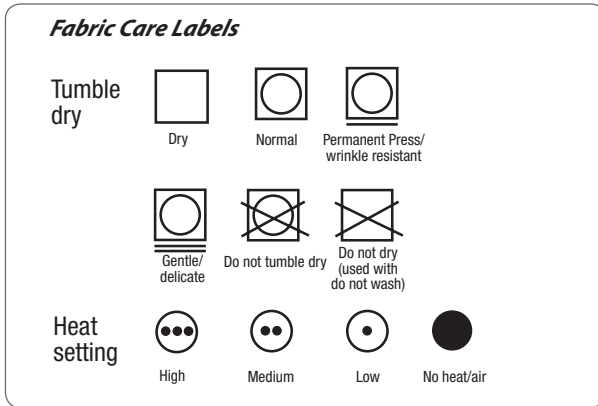 Fabric Care Labels
Tumble
dry
Dry
Normal
Permanent Press/
wrinkle resistant
Gentle/
delicate
Do not tumble dry
Do not dry
(used with
do not wash)
Heat
setting
High
Medium
Low
No heat/air